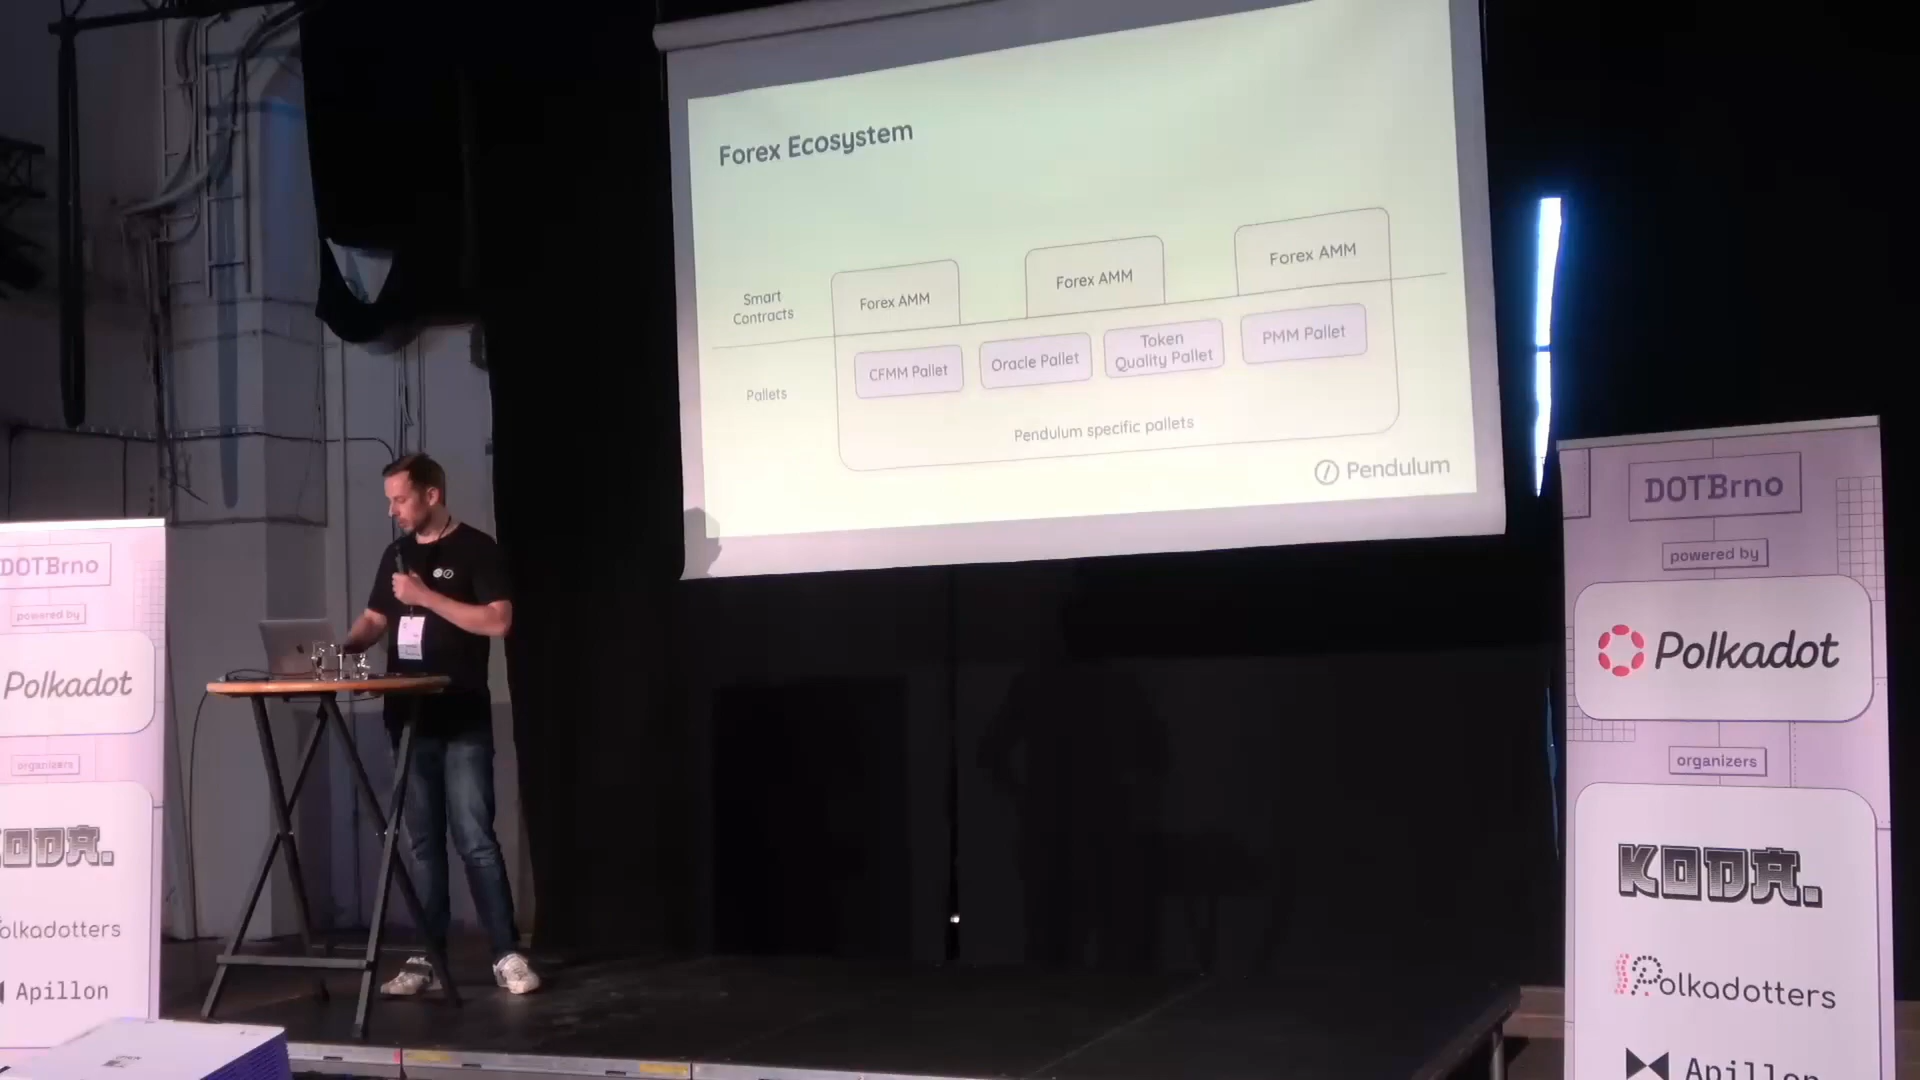 Forex Ecosystem
Smart
Contracts
Forex AMM
Forex AMM
Forex AMM
Pallets
CFMM Pallet
Oracle Pallet
Token
Quality Pallet
PMM Pallet
Pendulum specific pallets
Pendulum
DOTBrno
powered by
Polkadot
organizers
KODA.
Polkadotters
Apillon
DOTBrno
powered by
Polkadot
organizers
KODA.
olkadotters
Apillon